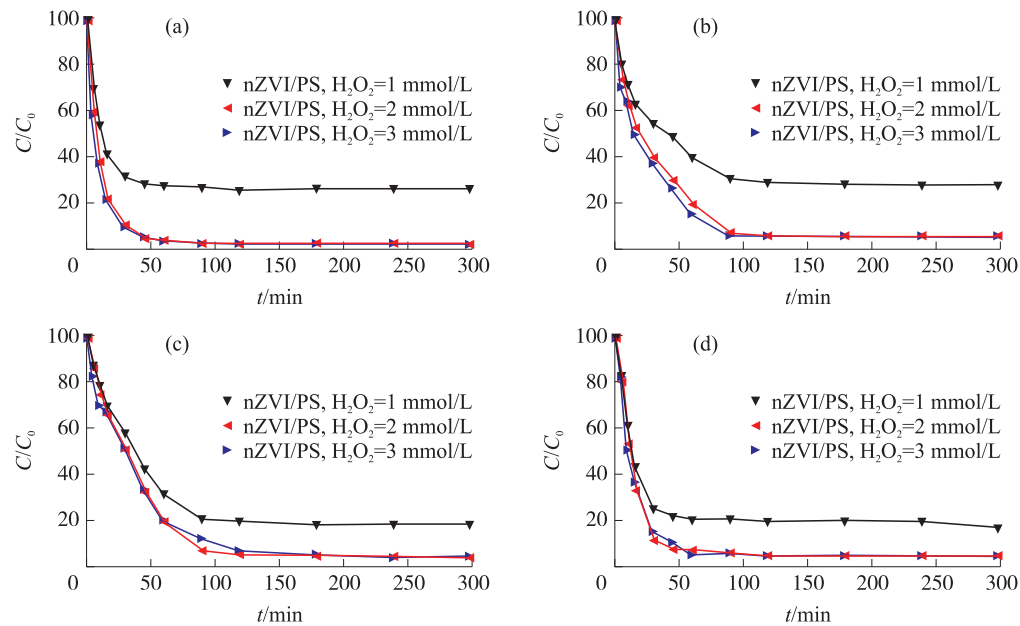 (a)
100
80
60
40
20
0
C/C₀
nZVI/PS, H₂O₂=1 mmol/L
nZVI/PS, H₂O₂=2 mmol/L
nZVI/PS, H₂O₂=3 mmol/L
50 100 150 200 250 300
t/min
(b)
100
80
60
40
20
0
C/C₀
nZVI/PS, H₂O₂=1 mmol/L
nZVI/PS, H₂O₂=2 mmol/L
nZVI/PS, H₂O₂=3 mmol/L
50 100 150 200 250 300
t/min
(c)
100
80
60
40
20
0
C/C₀
nZVI/PS, H₂O₂=1 mmol/L
nZVI/PS, H₂O₂=2 mmol/L
nZVI/PS, H₂O₂=3 mmol/L
50 100 150 200 250 300
t/min
(d)
100
80
60
40
20
0
C/C₀
nZVI/PS, H₂O₂=1 mmol/L
nZVI/PS, H₂O₂=2 mmol/L
nZVI/PS, H₂O₂=3 mmol/L
50 100 150 200 250 300
t/min